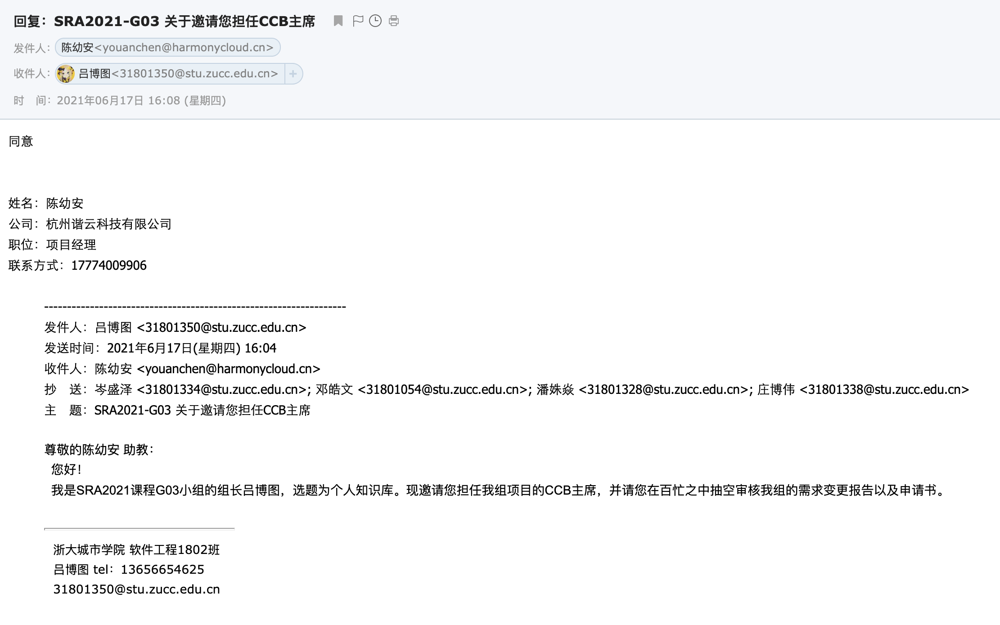 回复：SRA2021-G03 关于邀请您担任CCB主席
发件人：陈幼安<youanchen@harmonycloud.cn>
收件人：吕博图<31801350@stu.zucc.edu.cn> +
时　间：2021年06月17日 16:08 (星期四)
同意
姓名：陈幼安
公司：杭州谐云科技有限公司
职位：项目经理
联系方式：17774009906
------------------------------------------------------------------
发件人：吕博图 <31801350@stu.zucc.edu.cn>
发送时间：2021年6月17日(星期四) 16:04
收件人：陈幼安 <youanchen@harmonycloud.cn>
抄　送：岑盛泽 <31801334@stu.zucc.edu.cn>; 邓皓文 <31801054@stu.zucc.edu.cn>; 潘姝焱 <31801328@stu.zucc.edu.cn>; 庄博伟 <31801338@stu.zucc.edu.cn>
主　题：SRA2021-G03 关于邀请您担任CCB主席
尊敬的陈幼安 助教：
您好！
我是SRA2021课程G03小组的组长吕博图，选题为个人知识库。现邀请您担任我组项目的CCB主席，并请您在百忙之中抽空审核我组的需求变更报告以及申请书。
浙大城市学院 软件工程1802班
吕博图 tel：13656654625
31801350@stu.zucc.edu.cn